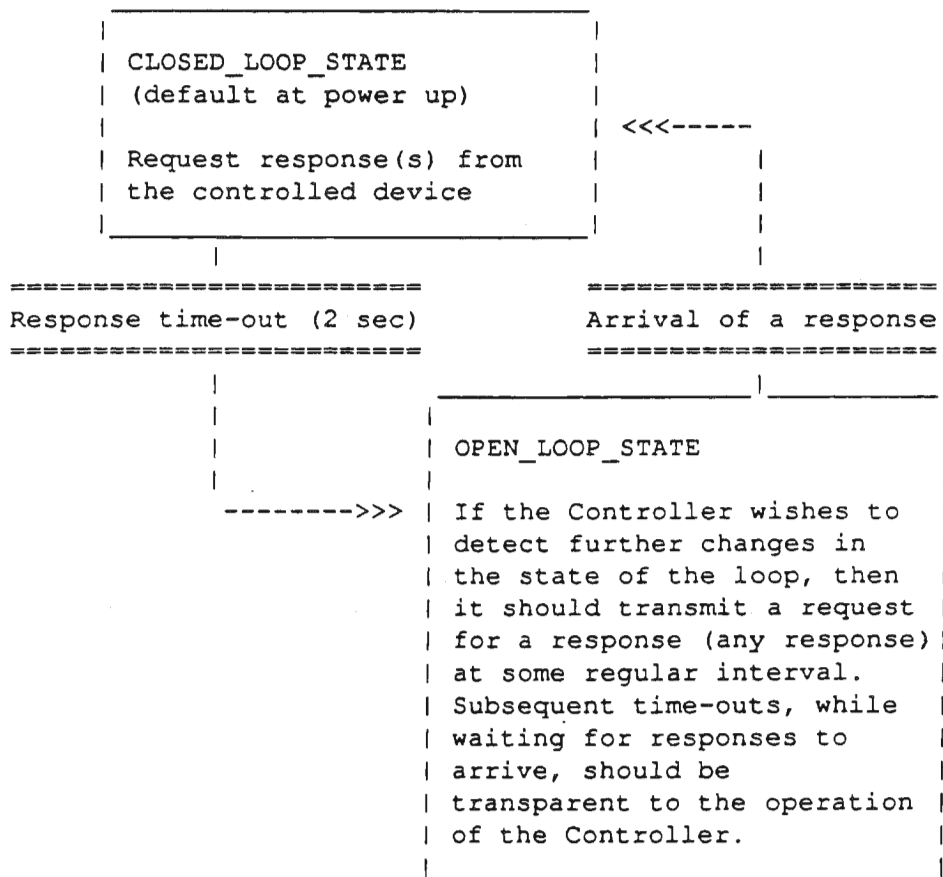 CLOSED_LOOP_STATE
(default at power up)
<<<-----
Request response(s) from
the controlled device
=========================
=====================
Response time-out (2 sec)
Arrival of a response
=========================
=====================
OPEN_LOOP_STATE
-------->>>
If the Controller wishes to
detect further changes in
the state of the loop, then
it should transmit a request
for a response (any response)
at some regular interval.
Subsequent time-outs, while
waiting for responses to
arrive, should be
transparent to the operation
of the Controller.